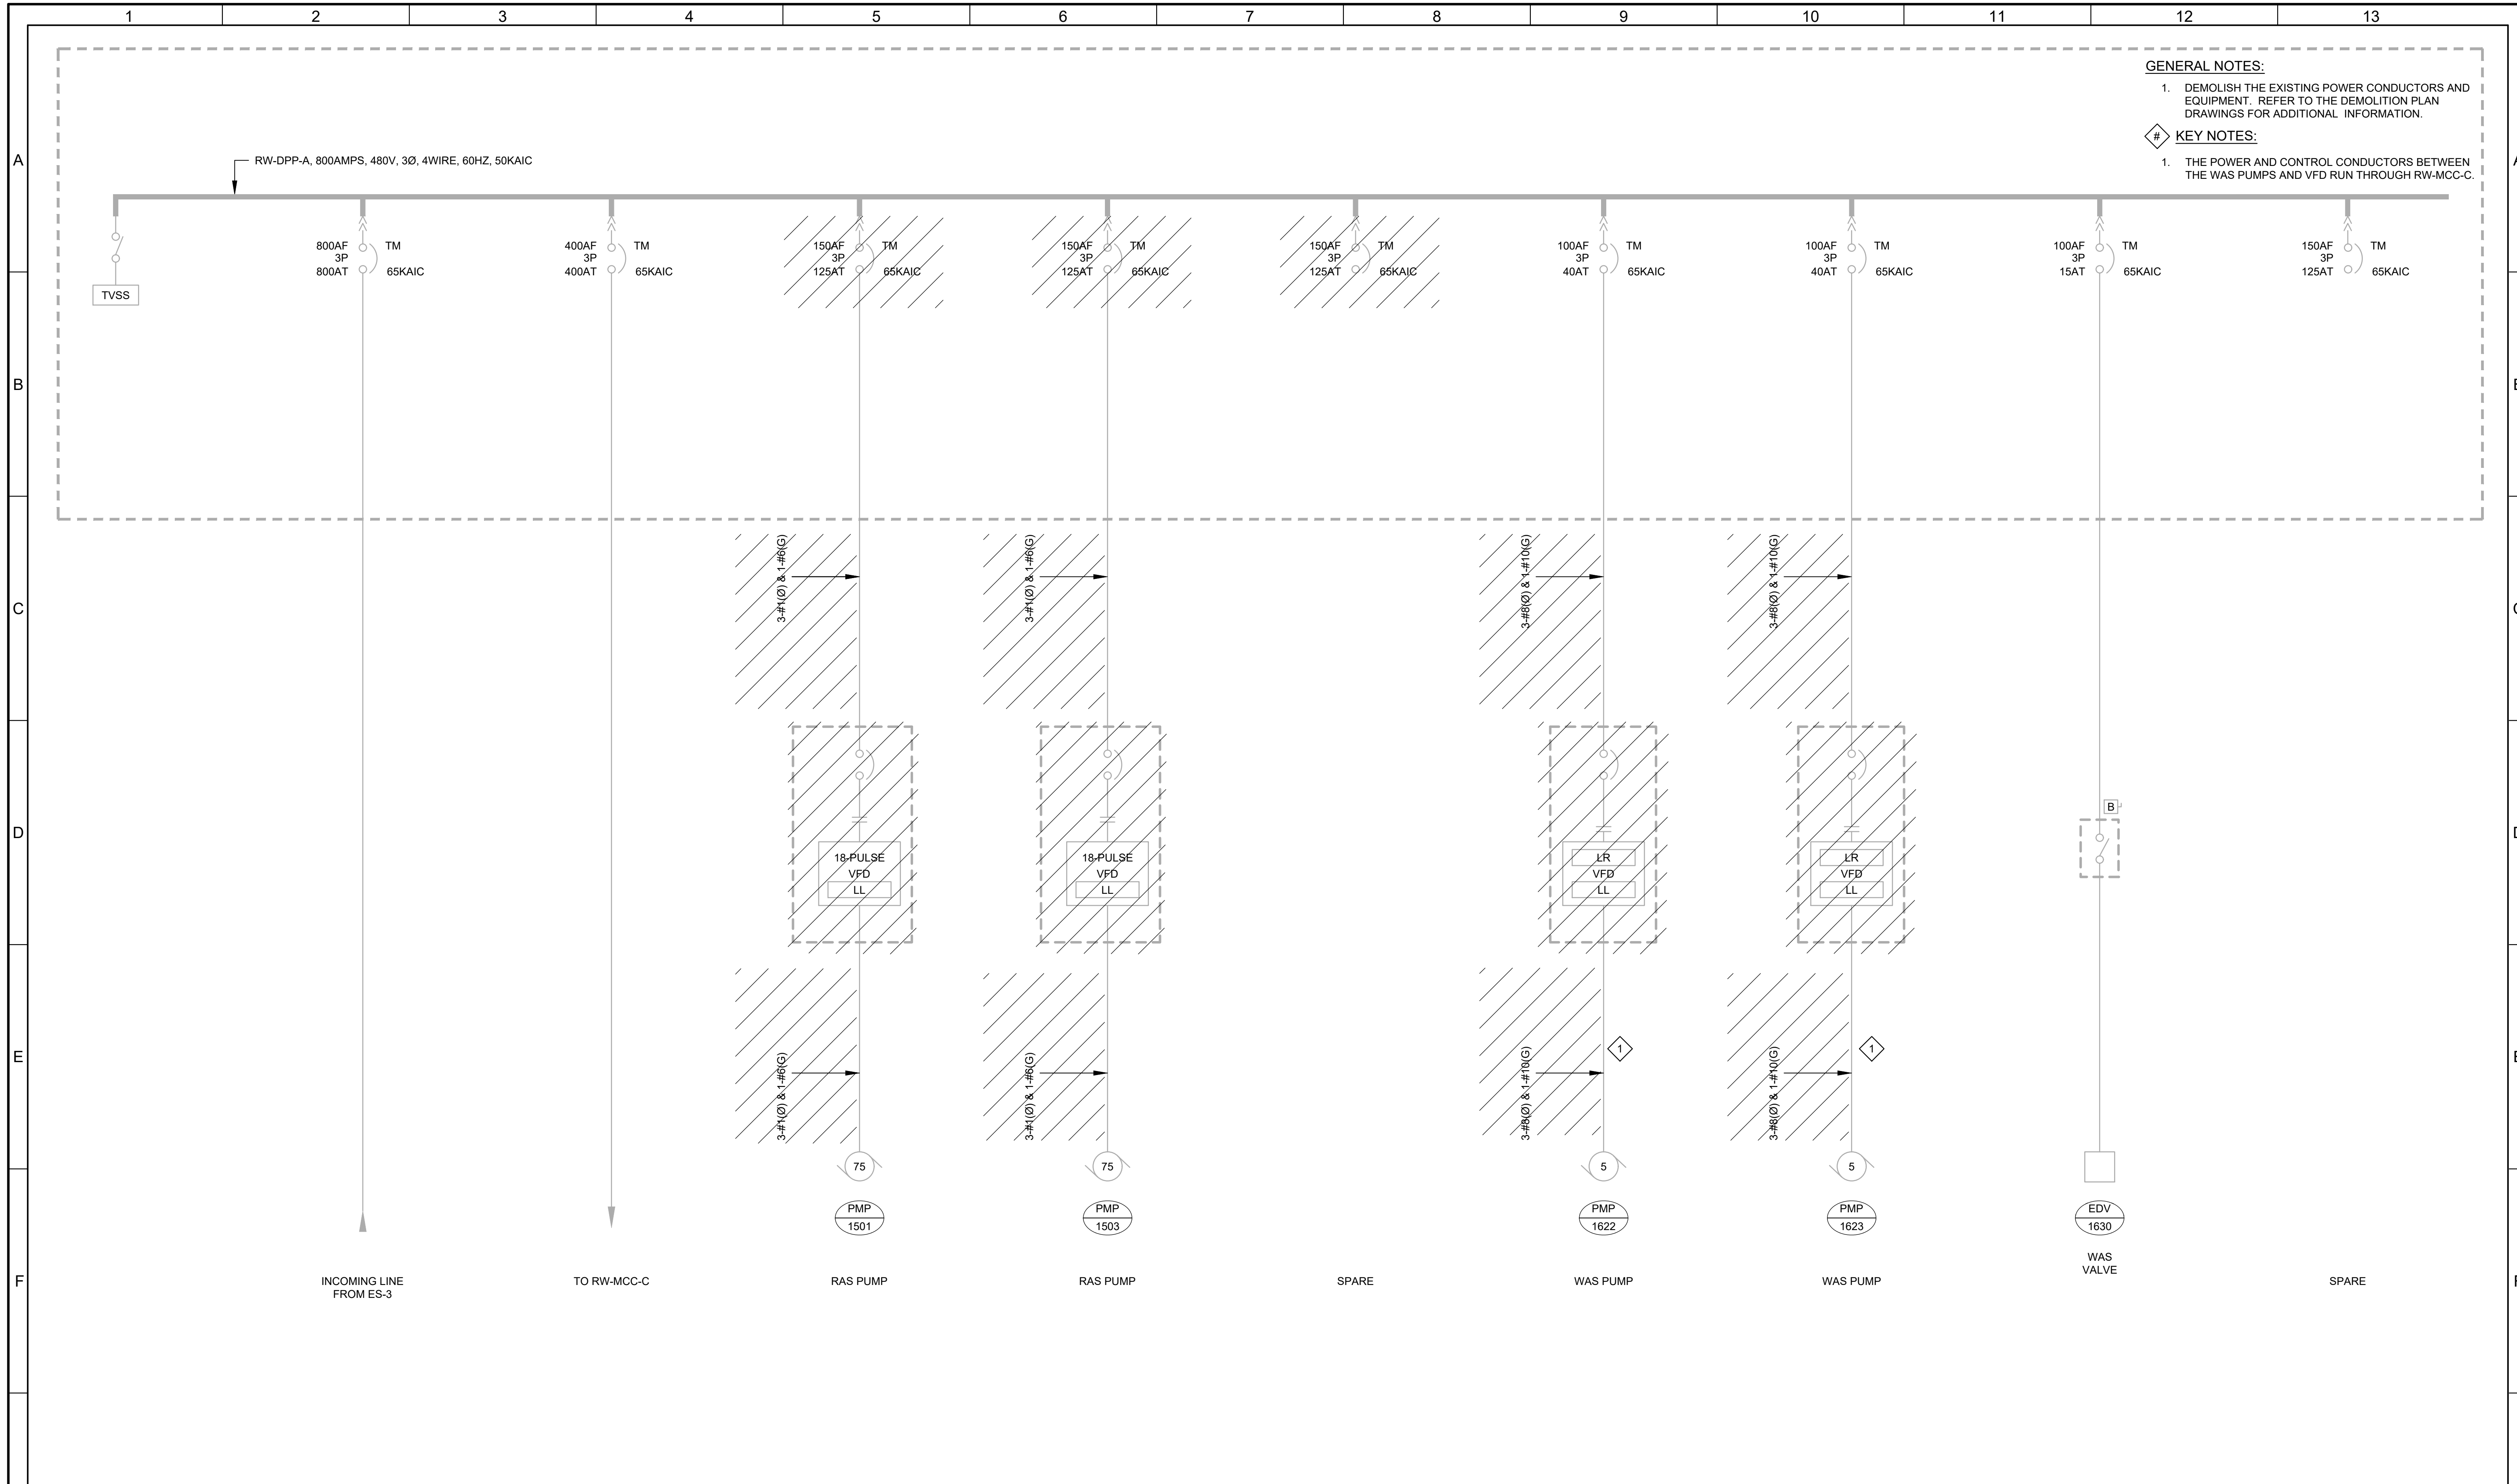 1 2 3 4 5 6 7 8 9 10 11 12 13
GENERAL NOTES:
1. DEMOLISH THE EXISTING POWER CONDUCTORS AND
EQUIPMENT. REFER TO THE DEMOLITION PLAN
DRAWINGS FOR ADDITIONAL INFORMATION.
# KEY NOTES:
1. THE POWER AND CONTROL CONDUCTORS BETWEEN
THE WAS PUMPS AND VFD RUN THROUGH RW-MCC-C.
A
RW-DPP-A, 800AMPS, 480V, 3Ø, 4WIRE, 60HZ, 50KAIC
TVSS
800AF TM
3P
800AT 65KAIC
400AF TM
3P
400AT 65KAIC
150AF TM
3P
125AT 65KAIC
150AF TM
3P
125AT 65KAIC
150AF TM
3P
125AT 65KAIC
100AF TM
3P
40AT 65KAIC
100AF TM
3P
40AT 65KAIC
100AF TM
3P
15AT 65KAIC
150AF TM
3P
125AT 65KAIC
B
C
3-#1(Ø) & 1-#6(G)
3-#1(Ø) & 1-#6(G)
3-#8(Ø) & 1-#10(G)
3-#8(Ø) & 1-#10(G)
D
18-PULSE
VFD
LL
18-PULSE
VFD
LL
LR
VFD
LL
LR
VFD
LL
B
E
3-#1(Ø) & 1-#6(G)
3-#1(Ø) & 1-#6(G)
3-#8(Ø) & 1-#10(G)
1
3-#8(Ø) & 1-#10(G)
1
75
75
5
5
PMP
1501
PMP
1503
PMP
1622
PMP
1623
EDV
1630
F
INCOMING LINE
FROM ES-3
TO RW-MCC-C
RAS PUMP
RAS PUMP
SPARE
WAS PUMP
WAS PUMP
WAS
VALVE
SPARE